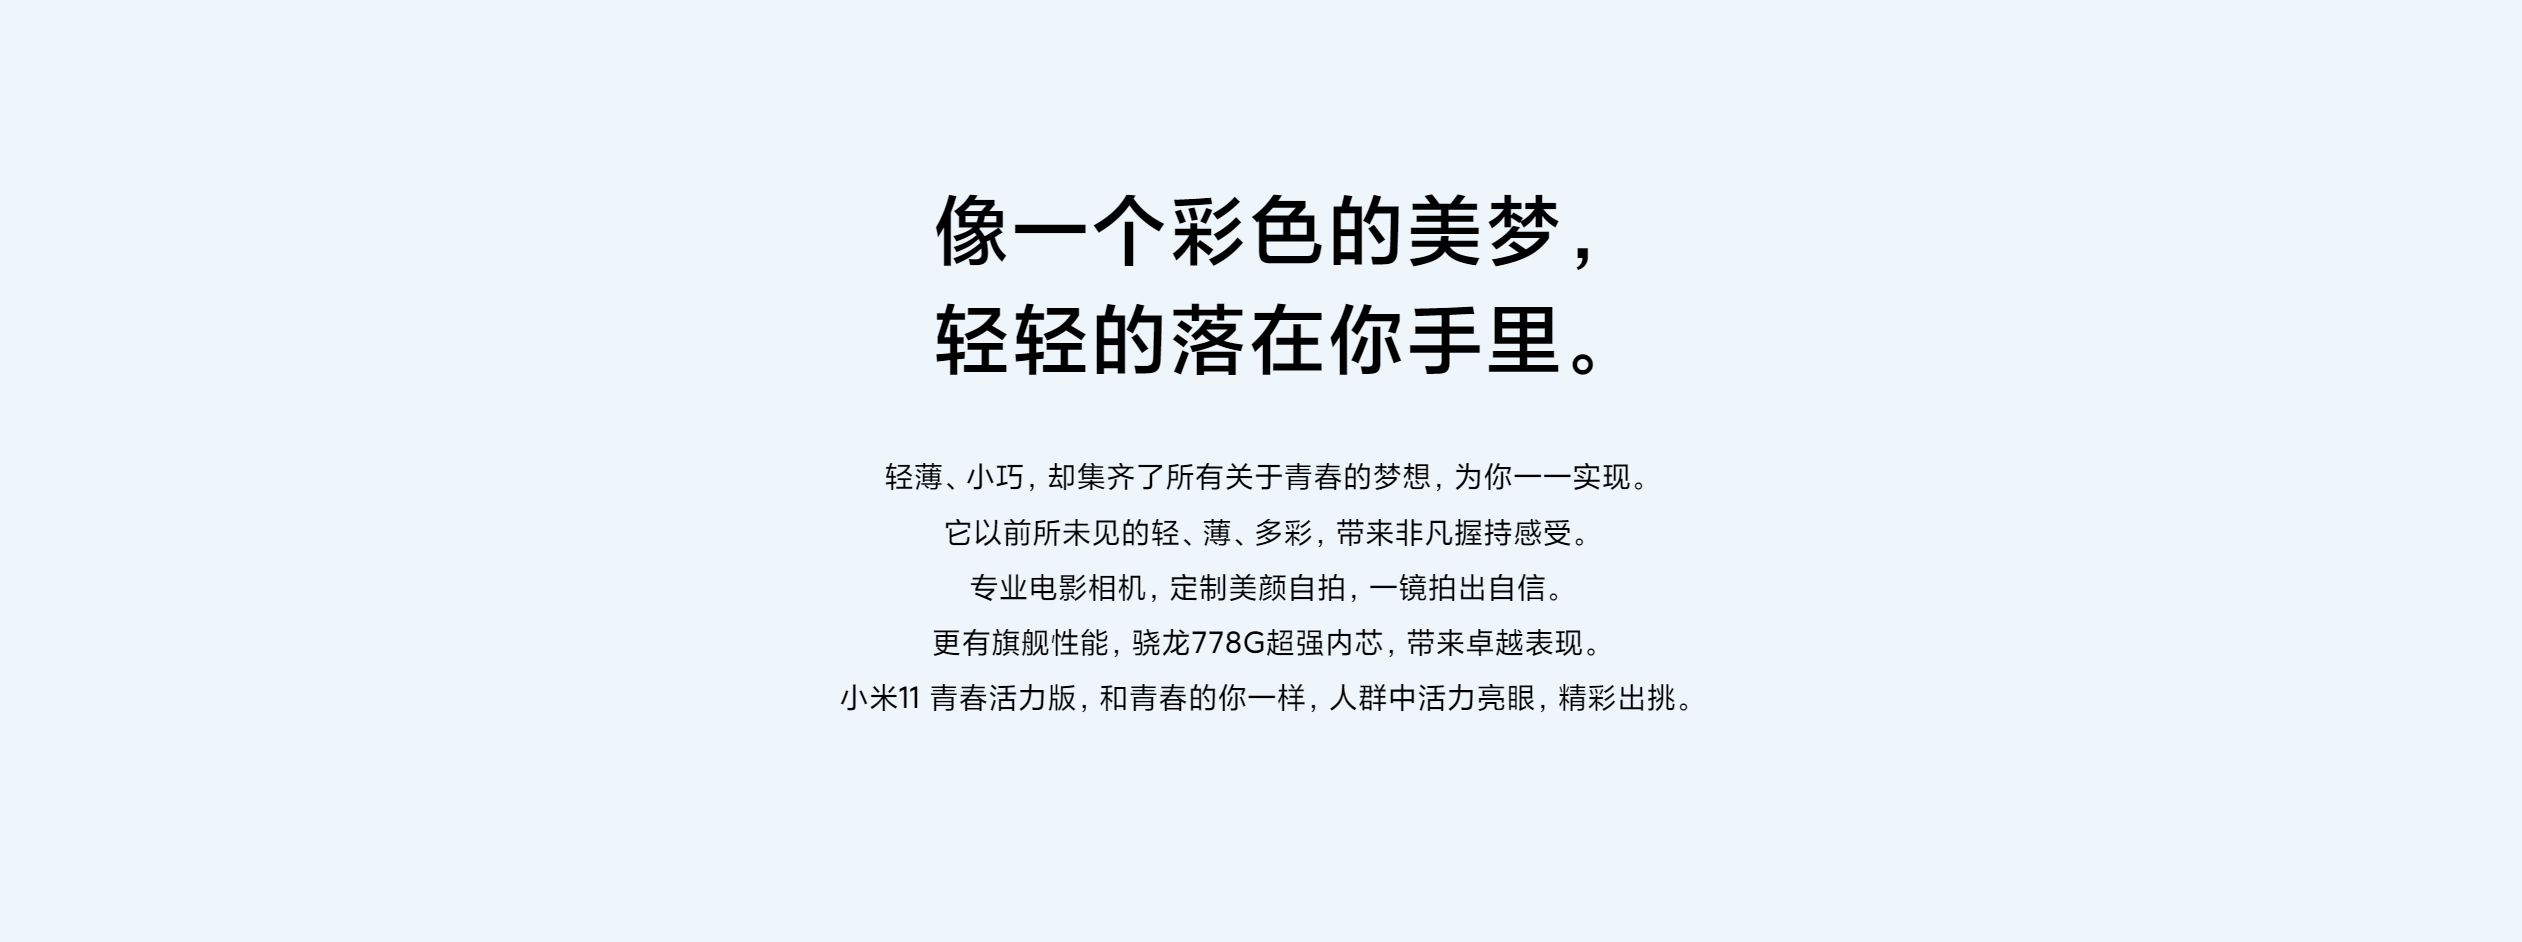 像一个彩色的美梦，
轻轻的落在你手里。
轻薄、小巧，却集齐了所有关于青春的梦想，为你一一实现。
它以前所未见的轻、薄、多彩，带来非凡握持感受。
专业电影相机，定制美颜自拍，一镜拍出自信。
更有旗舰性能，骁龙778G超强内芯，带来卓越表现。
小米11 青春活力版，和青春的你一样，人群中活力亮眼，精彩出挑。